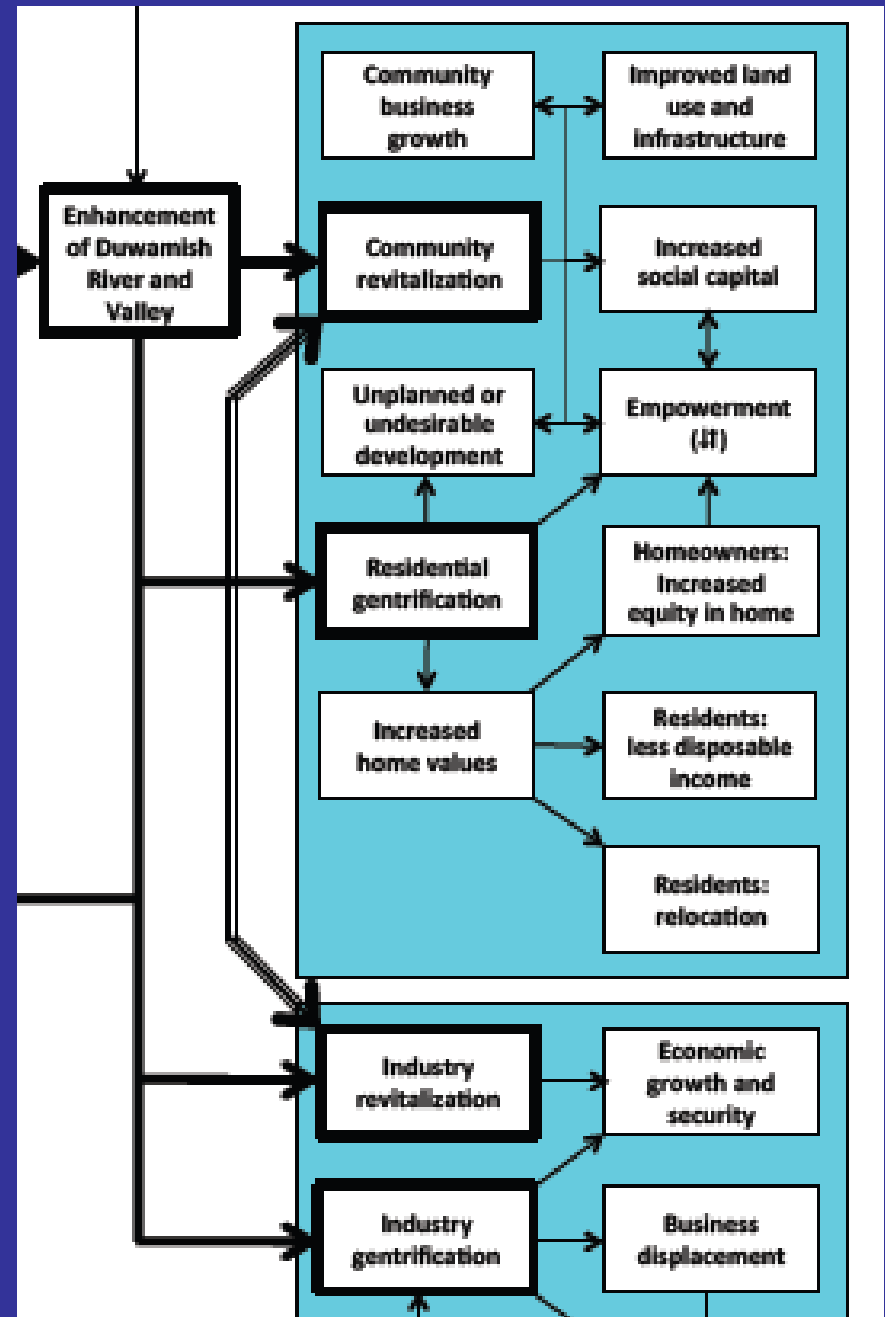 Community
business
growth
Improved land
use and
infrastructure
Enhancement
of Duwamish
River and
Valley
Community
revitalization
Increased
social capital
Unplanned or
undesirable
development
Empowerment
(↓↑)
Residential
gentrification
Homeowners:
Increased
equity in home
Increased
home values
Residents:
less disposable
income
Residents:
relocation
Industry
revitalization
Economic
growth and
security
Industry
gentrification
Business
displacement